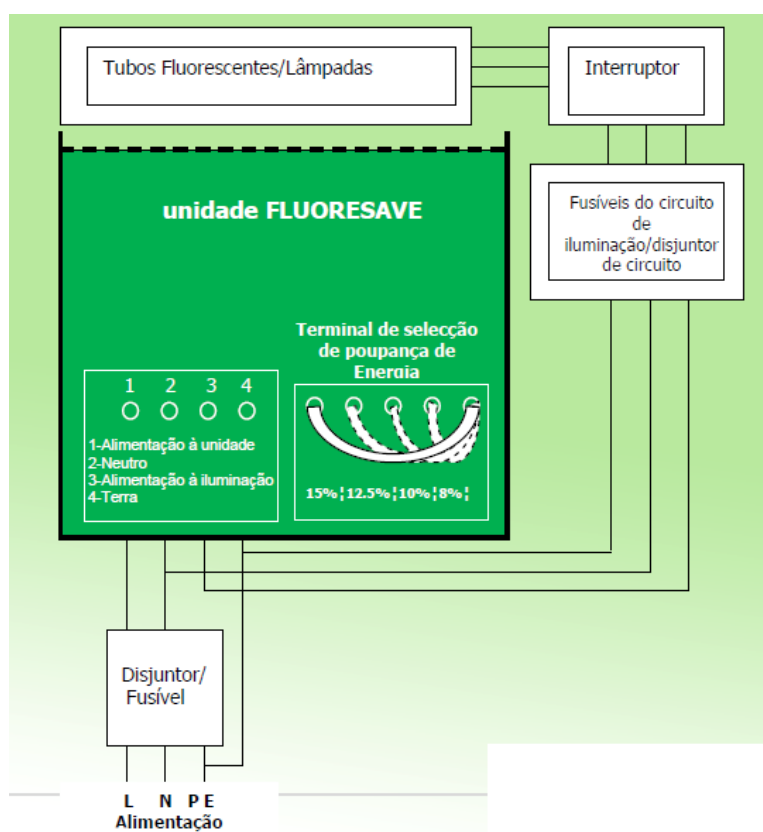 Tubos Fluorescentes/Lâmpadas
Interruptor
Fusíveis do circuito
de
iluminação/disjuntor
de circuito
unidade FLUORESAVE
Terminal de selecção
de poupança de
Energia
1 2 3 4
1-Alimentação à unidade
2-Neutro
3-Alimentação à iluminação
4-Terra
15%¦12.5%¦10%¦8%¦
Disjuntor/
Fusível
L N PE
Alimentação